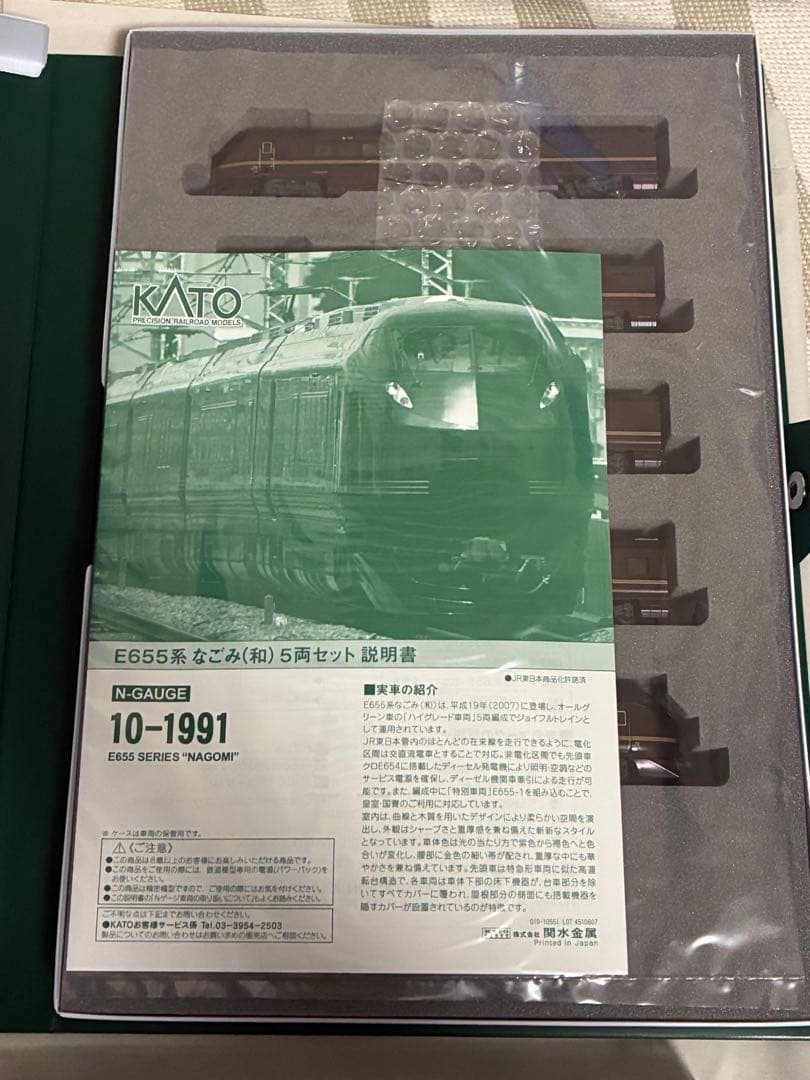 KATO
PRECISION RAILROAD MODELS
E655系 なごみ(和) 5両セット 説明書
●JR東日本商品化許諾済
N-GAUGE
10-1991
E655 SERIES "NAGOMI"
■実車の紹介
E655系なごみ(和)は、平成19年(2007)に登場し、オールグ
リーン車の「ハイグレード車両」5両編成でジョイフルトレインと
して運用されています。
JR東日本管内のほとんどの在来線を走行できるように、電化
区間は交直流電車とすることで対応。非電化区間でも先頭車
クロE654に搭載したディーゼル発電機により照明・空調などの
サービス電源を確保し、ディーゼル機関車牽引による走行が可
能です。また、編成中に「特別車両」E655-1を組み込むことで、
皇室・国賓のご利用に対応しています。
室内は、曲線と木質を用いたデザインにより柔らかい空間を演
出し、外観はシャープさと重厚感を兼ね備えた斬新なスタイル
となっています。車体色は光の当たり方で紫色から褐色へと色
合いが変化し、腰部に金色の細い帯が配され、重厚な中にも華
やかさを兼ね備えています。先頭車は特急形車両に似た高運
転台構造で、各車両は車体下部の床下機器が、台車部分を除
いてすべてカバーに覆われ、屋根部分の側面にも搭載機器を
隠すカバーが設置されているのが特徴です。
※ ケースは車両の保管用です。
⚠《ご注意》
●この商品は8歳以上のお客様にお楽しみいただける商品です。
●この商品をご使用の際には、鉄道模型専用の電源(パワーパック)を
お使いください。
●この商品は精密模型ですので、ご使用の際にはお気を付けください。
●この説明書の「Nゲージ車両の取り扱いについて」もよくお読みください。
ご不明な点は下記までお問い合わせください。
●KATOお客様サービス係 Tel.03-3954-2503
製品についてのお問い合わせはお買い求めの販売店へご相談ください。
010-10551 LOT 4510607
株式会社 関水金属
Printed in Japan